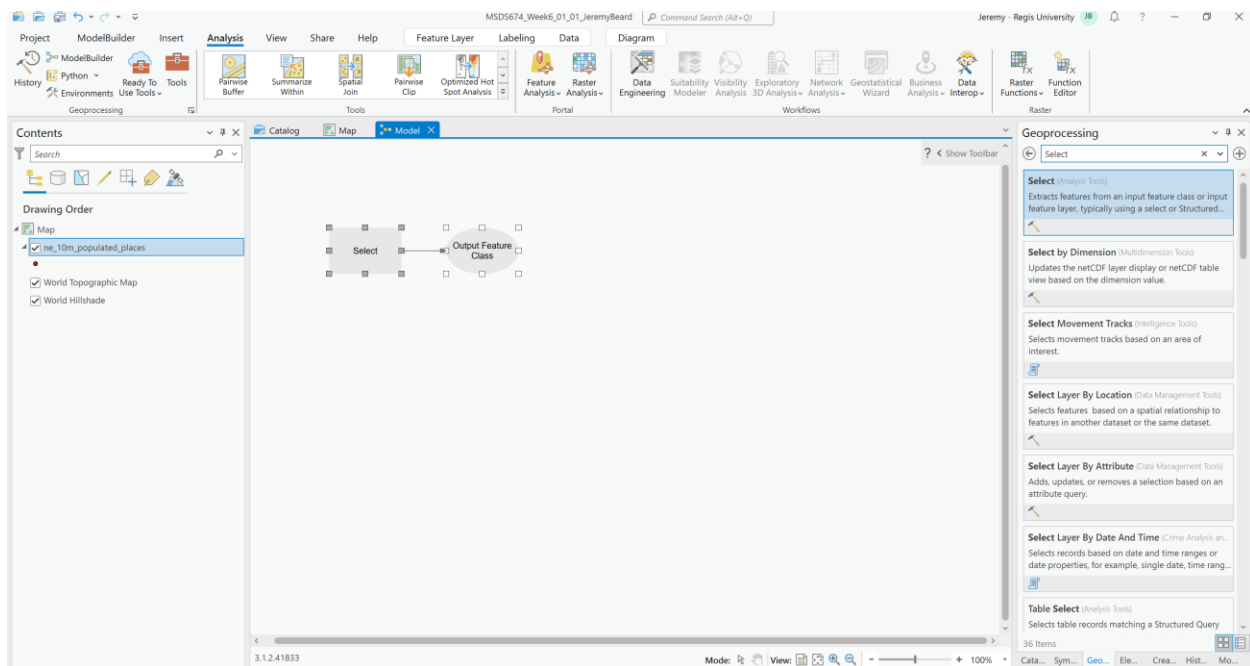 MSDS674_Week6_01_01_JeremyBeard
Command Search (Alt+Q)
Jeremy - Regis University
JB
?
Project ModelBuilder Insert Analysis View Share Help Feature Layer Labeling Data Diagram
History
ModelBuilder
Python
Environments
Ready To Use Tools
Tools
Geoprocessing
Pairwise Buffer
Summarize Within
Spatial Join
Pairwise Clip
Optimized Hot Spot Analysis
Tools
Feature Analysis
Raster Analysis
Portal
Data Engineering
Suitability Modeler
Visibility Analysis
Exploratory 3D Analysis
Network Analysis
Geostatistical Wizard
Business Analysis
Data Interop
Workflows
Raster Functions
Function Editor
Raster
Contents
Search
Drawing Order
Map
ne_10m_populated_places
World Topographic Map
World Hillshade
Catalog Map Model
? < Show Toolbar
Select
Output Feature
Class
3.1.2.41833
Mode: View: - + 100%
Geoprocessing
Select
Select (Analysis Tools)
Extracts features from an input feature class or input
feature layer, typically using a select or Structured...
Select by Dimension (Multidimension Tools)
Updates the netCDF layer display or netCDF table
view based on the dimension value.
Select Movement Tracks (Intelligence Tools)
Selects movement tracks based on an area of
interest.
Select Layer By Location (Data Management Tools)
Selects features based on a spatial relationship to
features in another dataset or the same dataset.
Select Layer By Attribute (Data Management Tools)
Adds, updates, or removes a selection based on an
attribute query.
Select Layer By Date And Time (Crime Analysis an...
Selects records based on date and time ranges or
date properties, for example, single date, time rang...
Table Select (Analysis Tools)
Selects table records matching a Structured Query
36 Items
Cata... Sym... Geo... Ele... Crea... Hist... Mo...